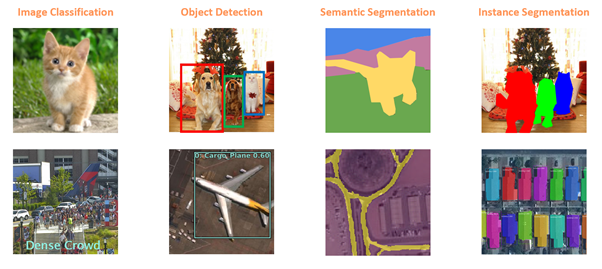 Image Classification
Object Detection
Semantic Segmentation
Instance Segmentation
0: Cargo Plane 0.60
Dense Crowd